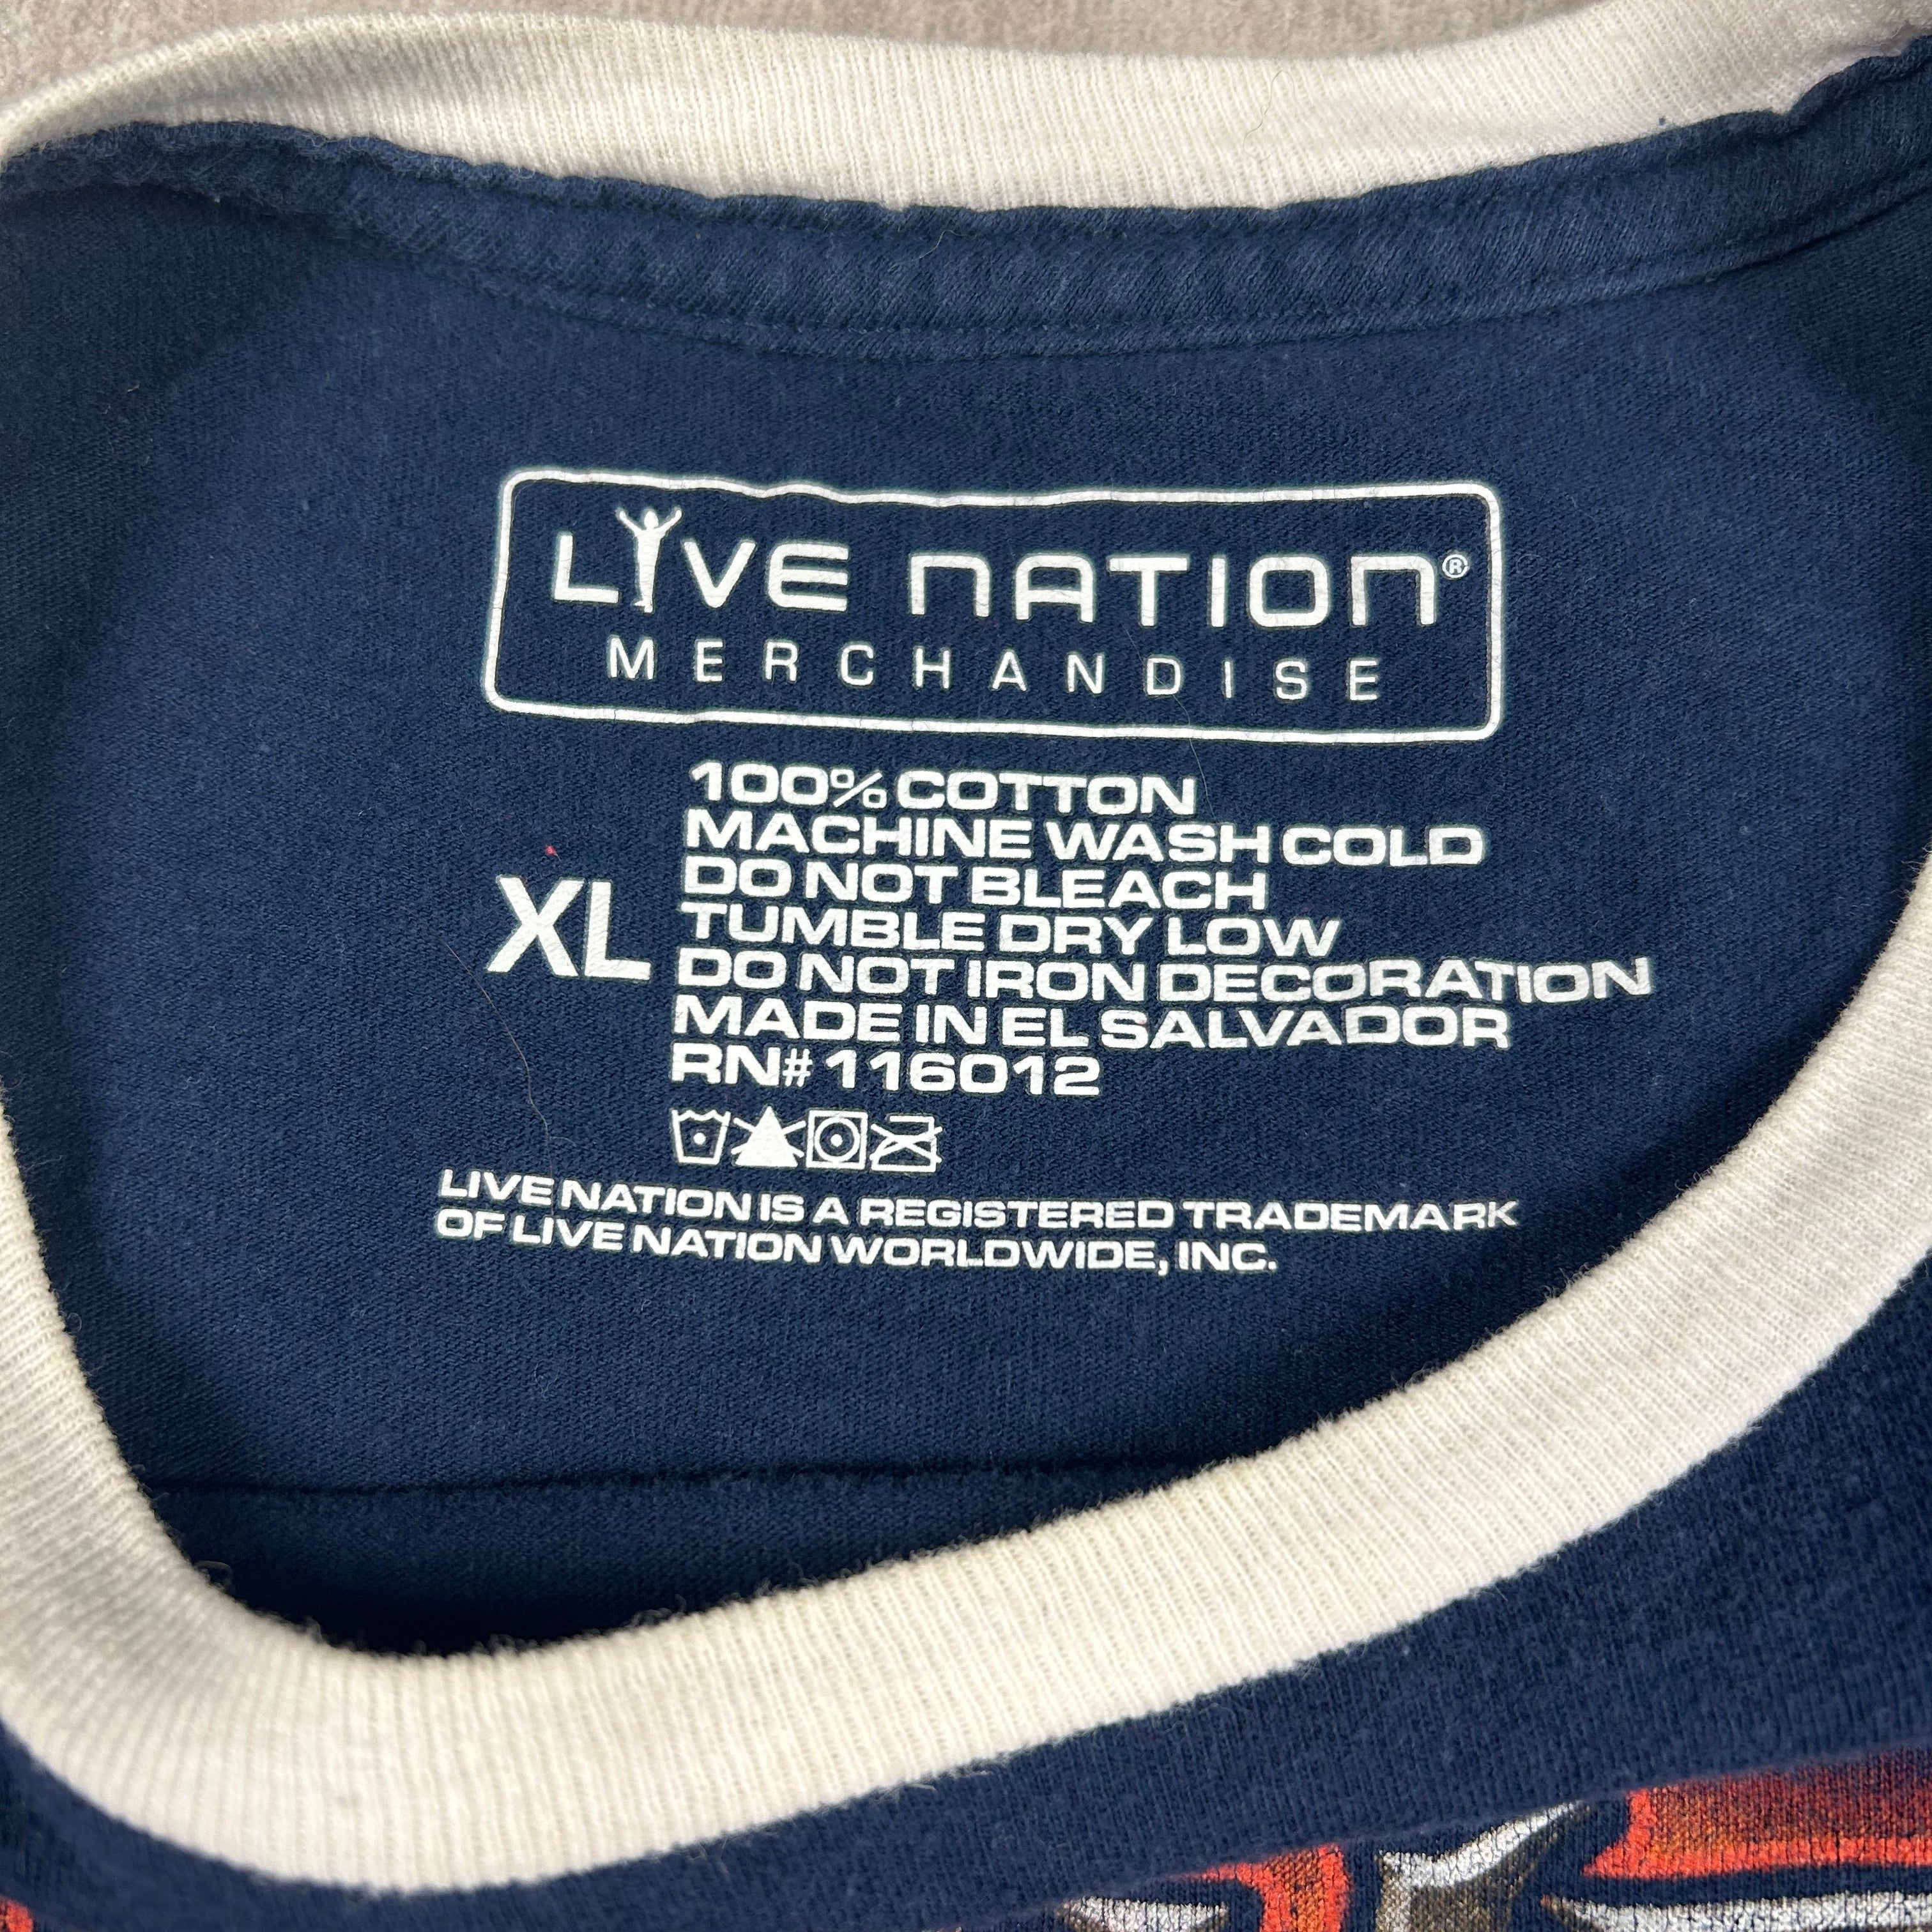 LIVE NATION®
MERCHANDISE
XL
100% COTTON
MACHINE WASH COLD
DO NOT BLEACH
TUMBLE DRY LOW
DO NOT IRON DECORATION
MADE IN EL SALVADOR
RN# 116012
LIVE NATION IS A REGISTERED TRADEMARK
OF LIVE NATION WORLDWIDE, INC.